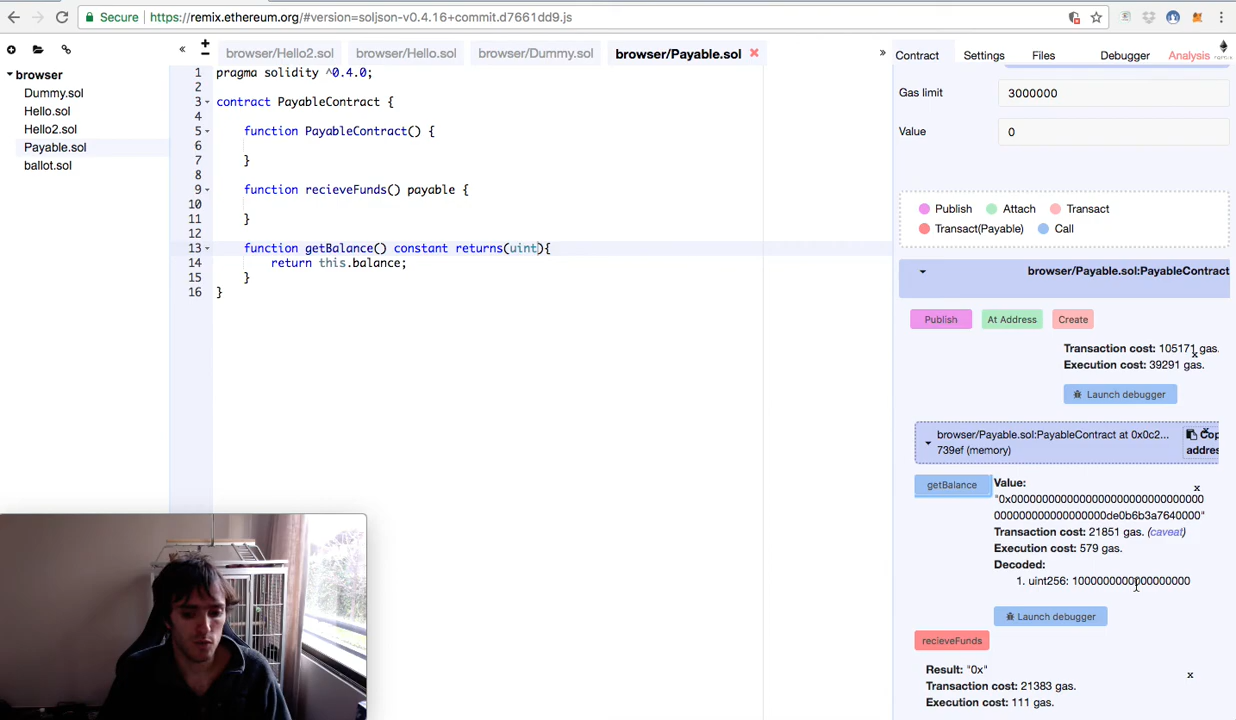 Secure
https://remix.ethereum.org/#version=soljson-v0.4.16+commit.d7661dd9.js
browser
Dummy.sol
Hello.sol
Hello2.sol
Payable.sol
ballot.sol
browser/Hello2.sol
browser/Hello.sol
browser/Dummy.sol
browser/Payable.sol
1 pragma solidity ^0.4.0;
2
3 contract PayableContract {
4
5 function PayableContract() {
6
7 }
8
9 function recieveFunds() payable {
10
11 }
12
13 function getBalance() constant returns(uint){
14 return this.balance;
15 }
16 }
Contract Settings Files Debugger Analysis
Gas limit 3000000
Value 0
Publish Attach Transact
Transact(Payable) Call
browser/Payable.sol:PayableContract
Publish At Address Create
Transaction cost: 105171 gas.
Execution cost: 39291 gas.
Launch debugger
browser/Payable.sol:PayableContract at 0x0c2...
739ef (memory)
Cop
addres
getBalance
Value:
"0x00000000000000000000000000000
00000000000000000000de0b6b3a7640000"
Transaction cost: 21851 gas. (caveat)
Execution cost: 579 gas.
Decoded:
1. uint256: 1000000000000000000
Launch debugger
recieveFunds
Result: "0x"
Transaction cost: 21383 gas.
Execution cost: 111 gas.